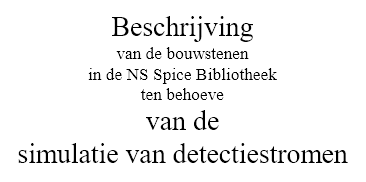 Beschrijving
van de bouwstenen
in de NS Spice Bibliotheek
ten behoeve
van de
simulatie van detectiestromen